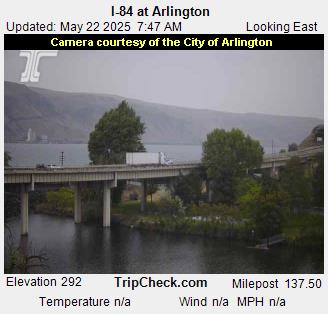 I-84 at Arlington
Updated: May 22 2025 7:47 AM Looking East
Camera courtesy of the City of Arlington
Elevation 292 TripCheck.com Milepost 137.50
Temperature n/a Wind n/a MPH n/a